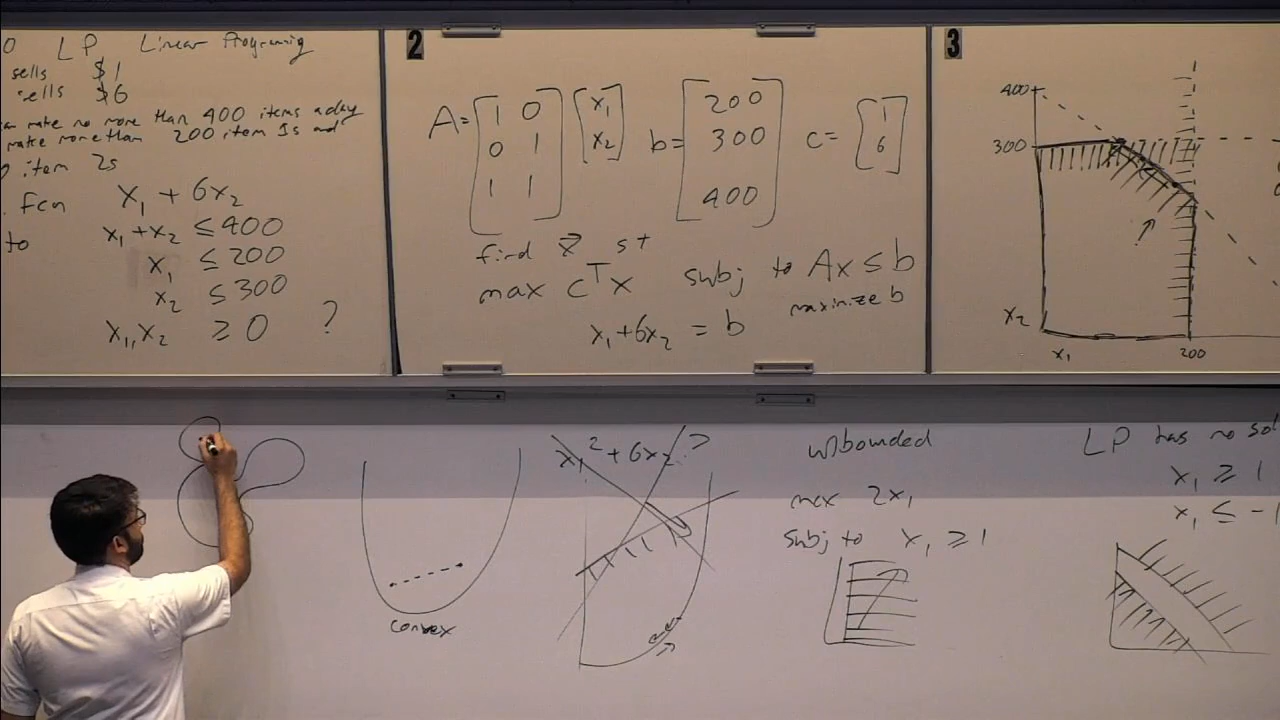 LP Linear Programing
sells $1
sells $6
can make no more than 400 items a day
make more than 200 item 1s and
item 2s
fcn x₁ + 6x₂
to x₁+x₂ ≤ 400
x₁ ≤ 200
x₂ ≤ 300
x₁, x₂ ≥ 0 ?
2
A = [1 0] [x₁] b = [200] c = [1]
[0 1] [x₂] [300] [6]
[1 1] [400]
find x⃗ st
max cᵀx subj to Ax ≤ b
maximize b
x₁+6x₂ = b
3
400
300
x₂
x₁
200
convex
x₁²+6x₂?
unbounded
max 2x₁
subj to x₁ ≥ 1
LP has no sol
x₁ ≥ 1
x₁ ≤ -1